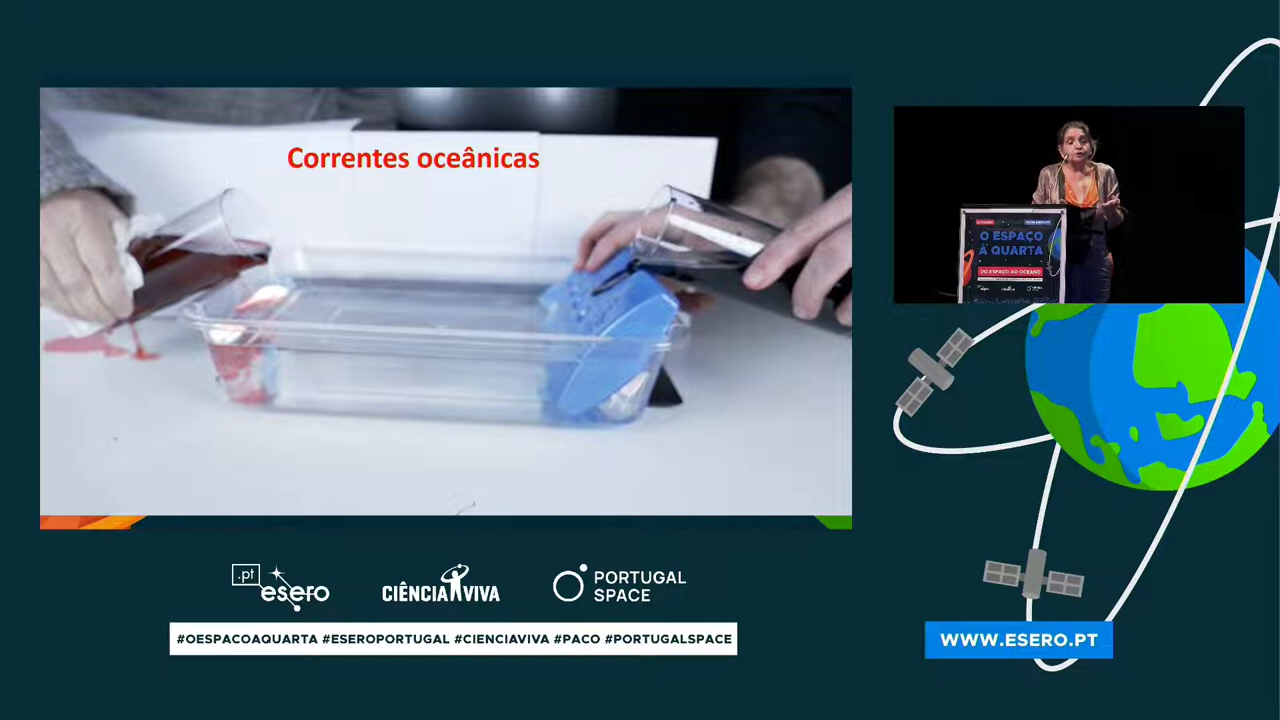 Correntes oceânicas
O ESPAÇO
À QUARTA
DO ESPAÇO AO OCEANO
.pt
esero
CIÊNCIA VIVA
PORTUGAL
SPACE
#OESPACOAQUARTA #ESEROPORTUGAL #CIENCIAVIVA #PACO #PORTUGALSPACE
WWW.ESERO.PT